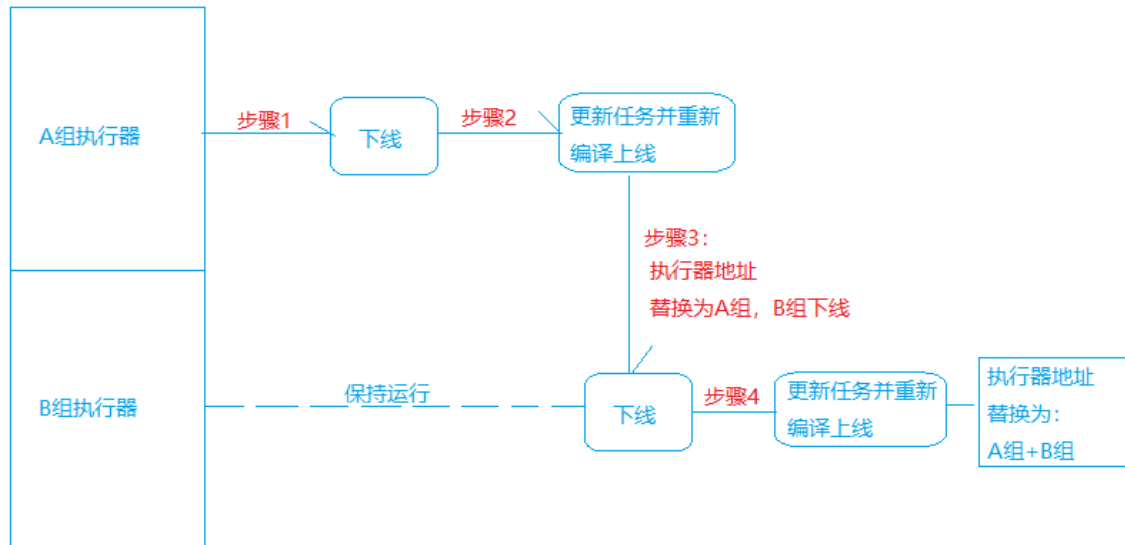 A组执行器
步骤1
下线
步骤2
更新任务并重新
编译上线
步骤3：
执行器地址
替换为A组，B组下线
B组执行器
保持运行
下线
步骤4
更新任务并重新
编译上线
执行器地址
替换为：
A组+B组